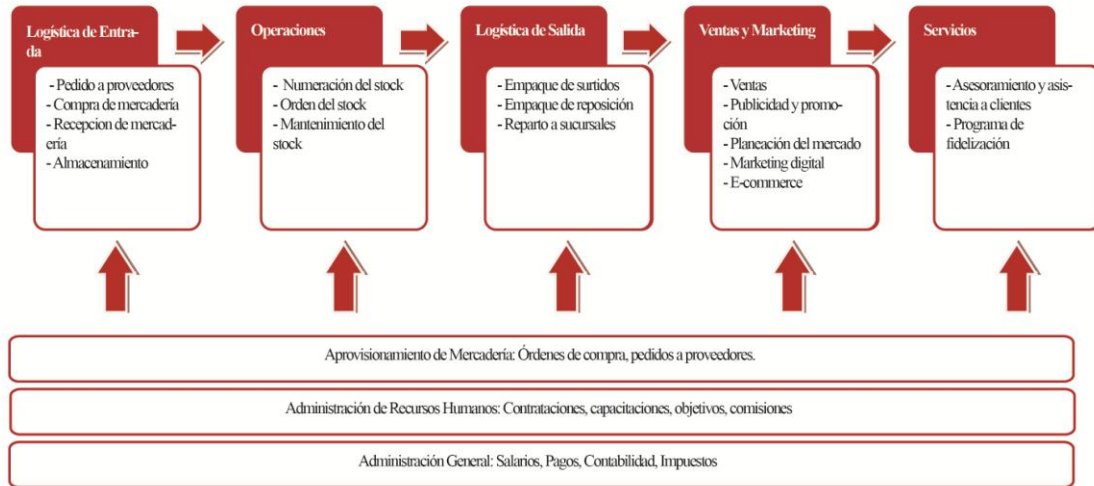 Logística de Entra-
da
- Pedido a proveedores
- Compra de mercadería
- Recepcion de mercad-
ería
- Almacenamiento
Operaciones
- Numeración del stock
- Orden del stock
- Mantenimiento del
stock
Logística de Salida
- Empaque de surtidos
- Empaque de reposición
- Reparto a sucursales
Ventas y Marketing
- Ventas
- Publicidad y promo-
ción
- Planeación del mercado
- Marketing digital
- E-commerce
Servicios
- Asesoramiento y asis-
tencia a clientes
- Programa de
fidelización
Aprovisionamiento de Mercadería: Órdenes de compra, pedidos a proveedores.
Administración de Recursos Humanos: Contrataciones, capacitaciones, objetivos, comisiones
Administración General: Salarios, Pagos, Contabilidad, Impuestos